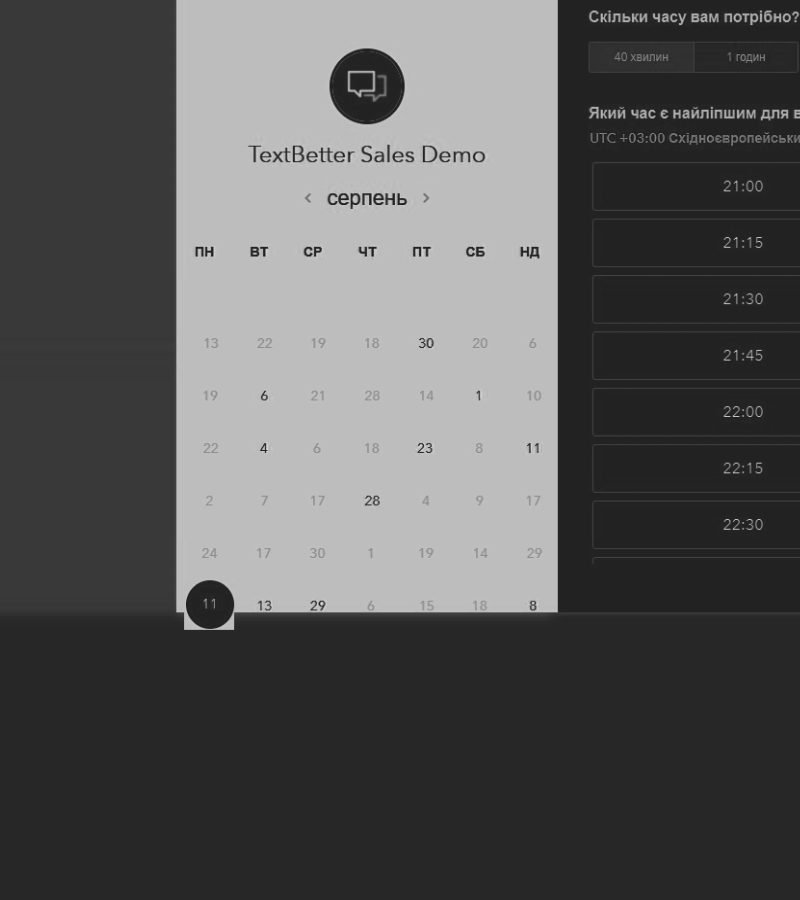 TextBetter Sales Demo
< серпень >
ПН ВТ СР ЧТ ПТ СБ НД
13 22 19 18 30 20 6
19 6 21 28 14 1 10
22 4 6 18 23 8 11
2 7 17 28 4 9 17
24 17 30 1 19 14 29
11 13 29 6 15 18 8
Скільки часу вам потрібно?
40 хвилин 1 годин
Який час є найліпшим для в
UTC +03:00 Східноєвропейськи
21:00
21:15
21:30
21:45
22:00
22:15
22:30